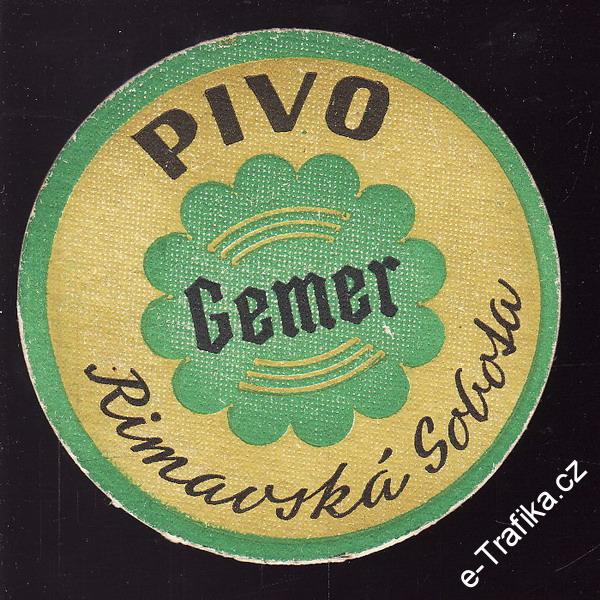 PIVO
Gemer
Rimavská Sobota
e-Trafika.cz